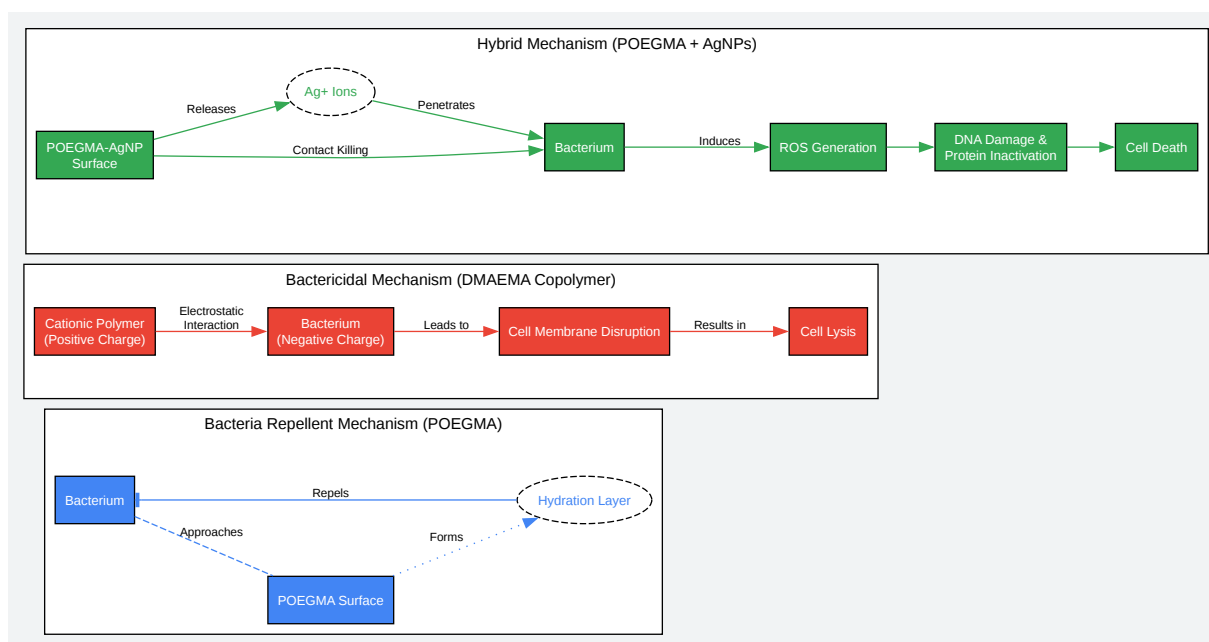 Hybrid Mechanism (POEGMA + AgNPs)
Ag+ Ions
Releases
Penetrates
POEGMA-AgNP
Surface
Contact Killing
Bacterium
Induces
ROS Generation
DNA Damage &
Protein Inactivation
Cell Death
Bactericidal Mechanism (DMAEMA Copolymer)
Cationic Polymer
(Positive Charge)
Electrostatic
Interaction
Bacterium
(Negative Charge)
Leads to
Cell Membrane Disruption
Results in
Cell Lysis
Bacteria Repellent Mechanism (POEGMA)
Bacterium
Repels
Hydration Layer
Approaches
Forms
POEGMA Surface